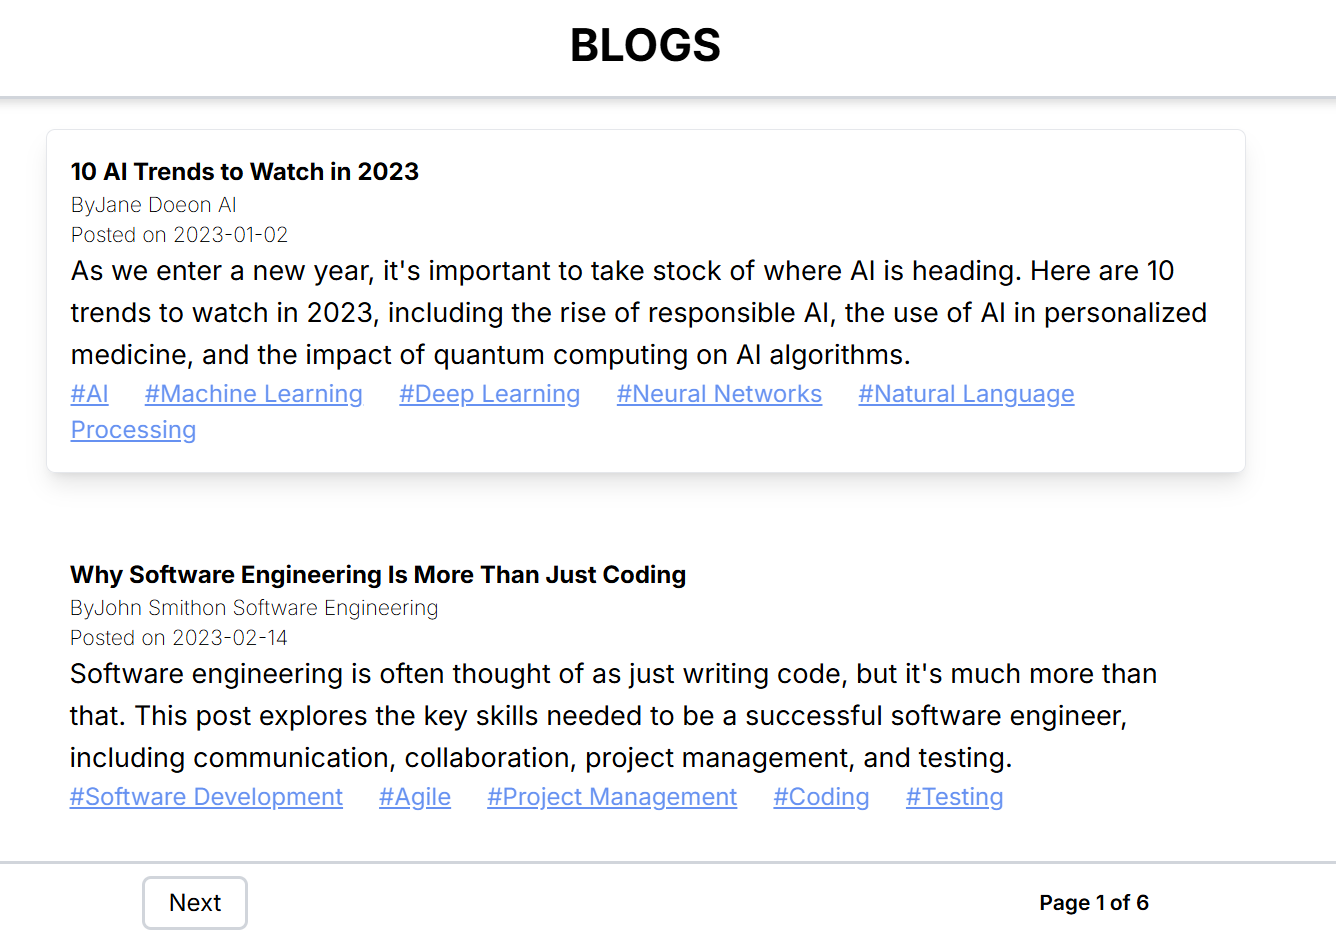 BLOGS
10 AI Trends to Watch in 2023
ByJane Doeon AI
Posted on 2023-01-02
As we enter a new year, it's important to take stock of where AI is heading. Here are 10
trends to watch in 2023, including the rise of responsible AI, the use of AI in personalized
medicine, and the impact of quantum computing on AI algorithms.
#AI #Machine Learning #Deep Learning #Neural Networks #Natural Language
Processing
Why Software Engineering Is More Than Just Coding
ByJohn Smithon Software Engineering
Posted on 2023-02-14
Software engineering is often thought of as just writing code, but it's much more than
that. This post explores the key skills needed to be a successful software engineer,
including communication, collaboration, project management, and testing.
#Software Development #Agile #Project Management #Coding #Testing
Next Page 1 of 6